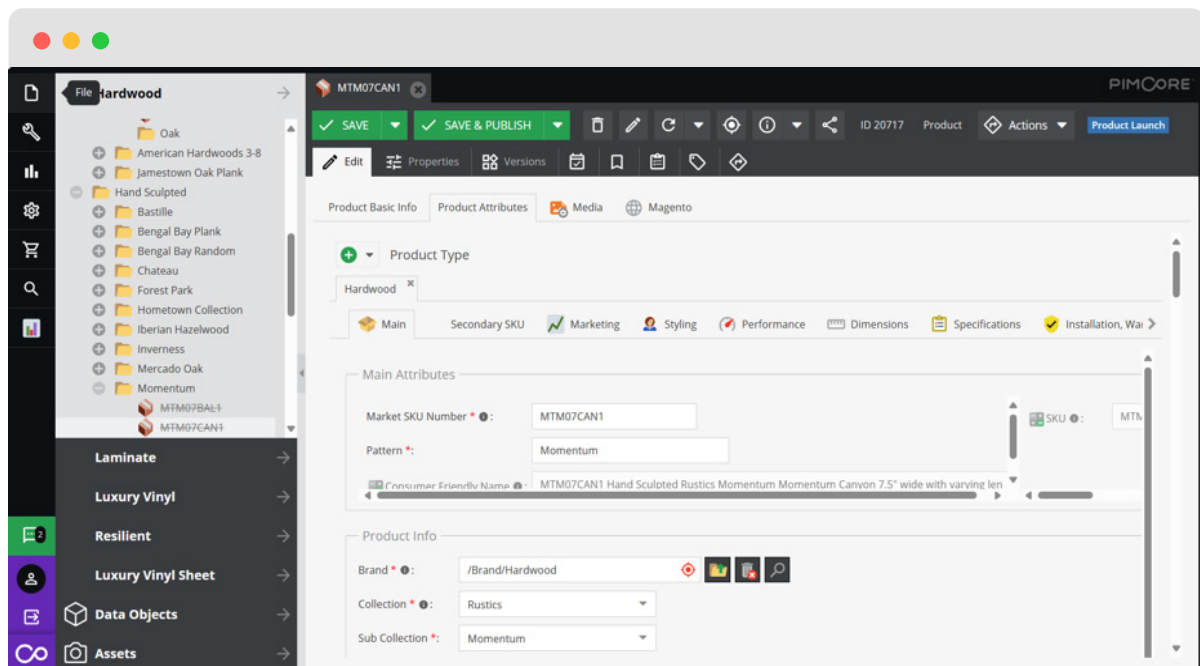 File
Hardwood
MTM07CAN1
PIMCORE
SAVE
SAVE & PUBLISH
ID 20717
Product
Actions
Product Launch
Edit
Properties
Versions
Oak
American Hardwoods 3-8
Jamestown Oak Plank
Hand Sculpted
Bastille
Bengal Bay Plank
Bengal Bay Random
Chateau
Forest Park
Hometown Collection
Iberian Hazelwood
Inverness
Mercado Oak
Momentum
MTM07BAL1
MTM07CAN1
Laminate
Luxury Vinyl
Resilient
Luxury Vinyl Sheet
Data Objects
Assets
2
Product Basic Info
Product Attributes
Media
Magento
Product Type
Hardwood
Main
Secondary SKU
Marketing
Styling
Performance
Dimensions
Specifications
Installation, Wa
Main Attributes
Market SKU Number * :
MTM07CAN1
SKU :
MTM
Pattern *:
Momentum
Consumer Friendly Name :
MTM07CAN1 Hand Sculpted Rustics Momentum Momentum Canyon 7.5" wide with varying len
Product Info
Brand * :
/Brand/Hardwood
Collection * :
Rustics
Sub Collection *:
Momentum